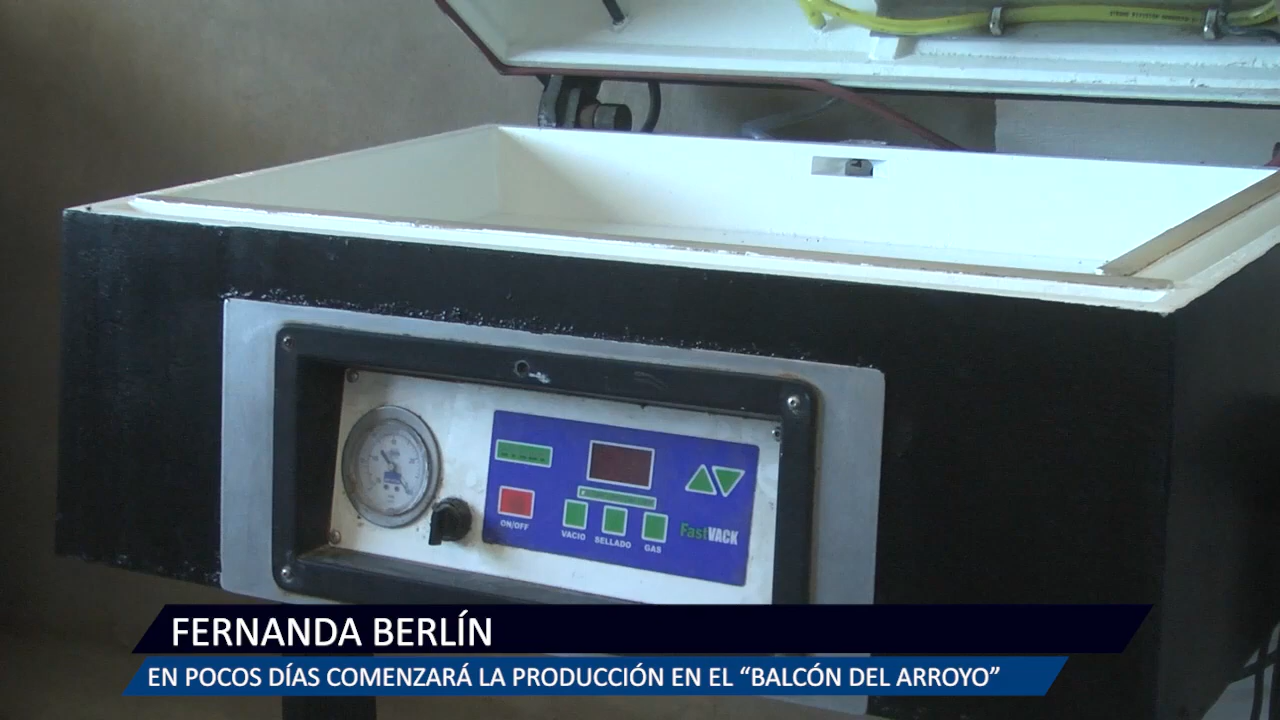 ON/OFF
VACIO SELLADO GAS
FastVACK
FERNANDA BERLÍN
EN POCOS DÍAS COMENZARÁ LA PRODUCCIÓN EN EL “BALCÓN DEL ARROYO”